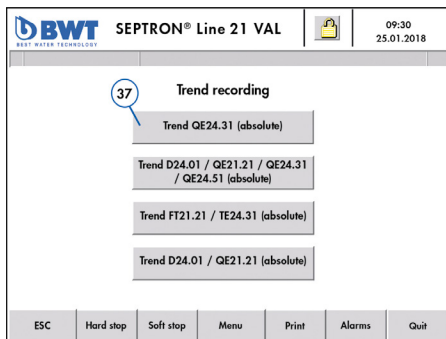 BWT
BEST WATER TECHNOLOGY
SEPTRON® Line 21 VAL
09:30
25.01.2018
37
Trend recording
Trend QE24.31 (absolute)
Trend D24.01 / QE21.21 / QE24.31
/ QE24.51 (absolute)
Trend FT21.21 / TE24.31 (absolute)
Trend D24.01 / QE21.21 (absolute)
ESC Hard stop Soft stop Menu Print Alarms Quit